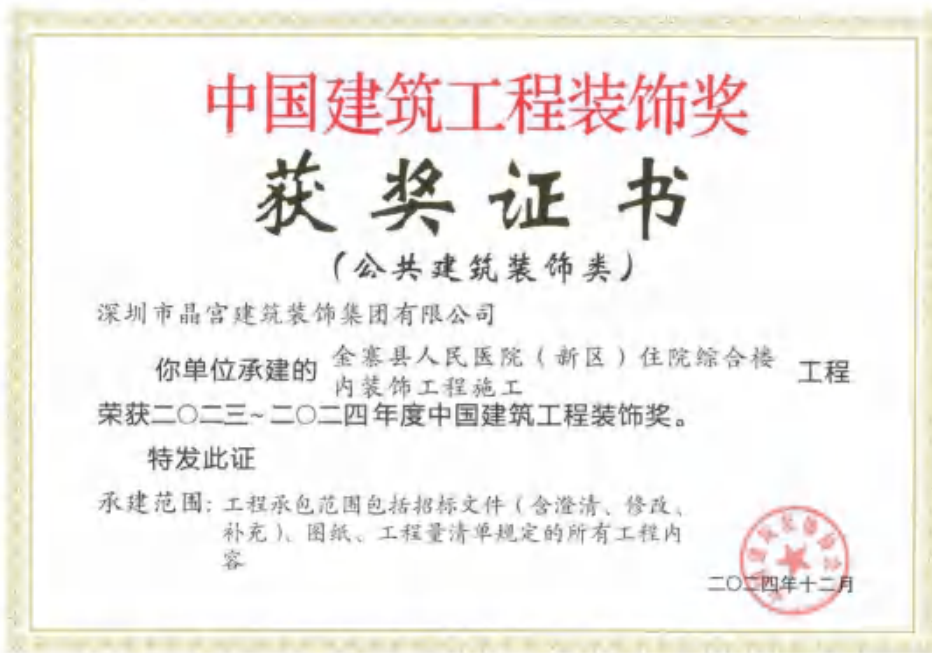 中国建筑工程装饰奖
获奖证书
(公共建筑装饰类)
深圳市晶宫建筑装饰集团有限公司
你单位承建的 金寨县人民医院(新区)住院综合楼
内装饰工程施工 工程
荣获二〇二三~二〇二四年度中国建筑工程装饰奖。
特发此证
承建范围:工程承包范围包括招标文件(含澄清、修改、
补充)、图纸、工程量清单规定的所有工程内
容
二〇二四年十二月